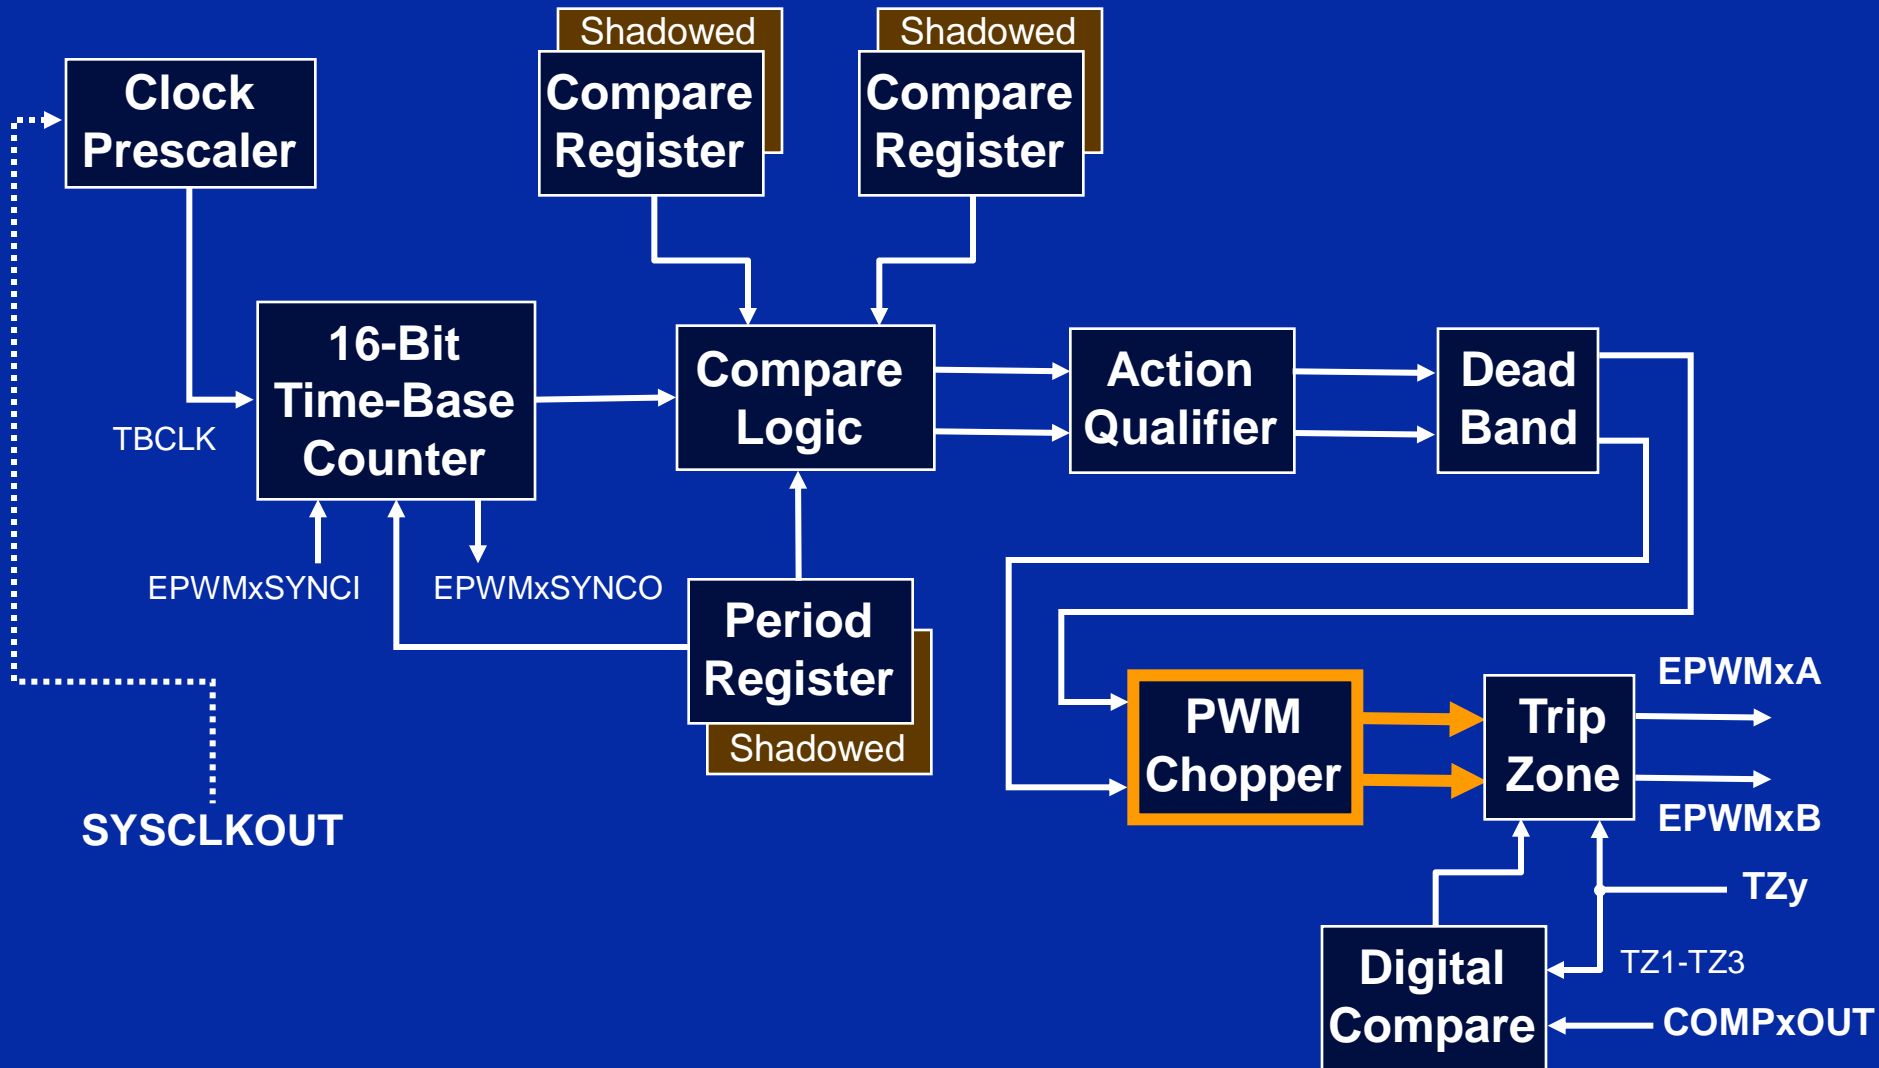 Shadowed
Compare
Register
Shadowed
Compare
Register
Clock
Prescaler
16-Bit
Time-Base
Counter
TBCLK
Compare
Logic
Action
Qualifier
Dead
Band
EPWMxSYNCI
EPWMxSYNCO
Period
Register
Shadowed
SYSCLKOUT
PWM
Chopper
Trip
Zone
EPWMxA
EPWMxB
TZy
TZ1-TZ3
Digital
Compare
COMPxOUT